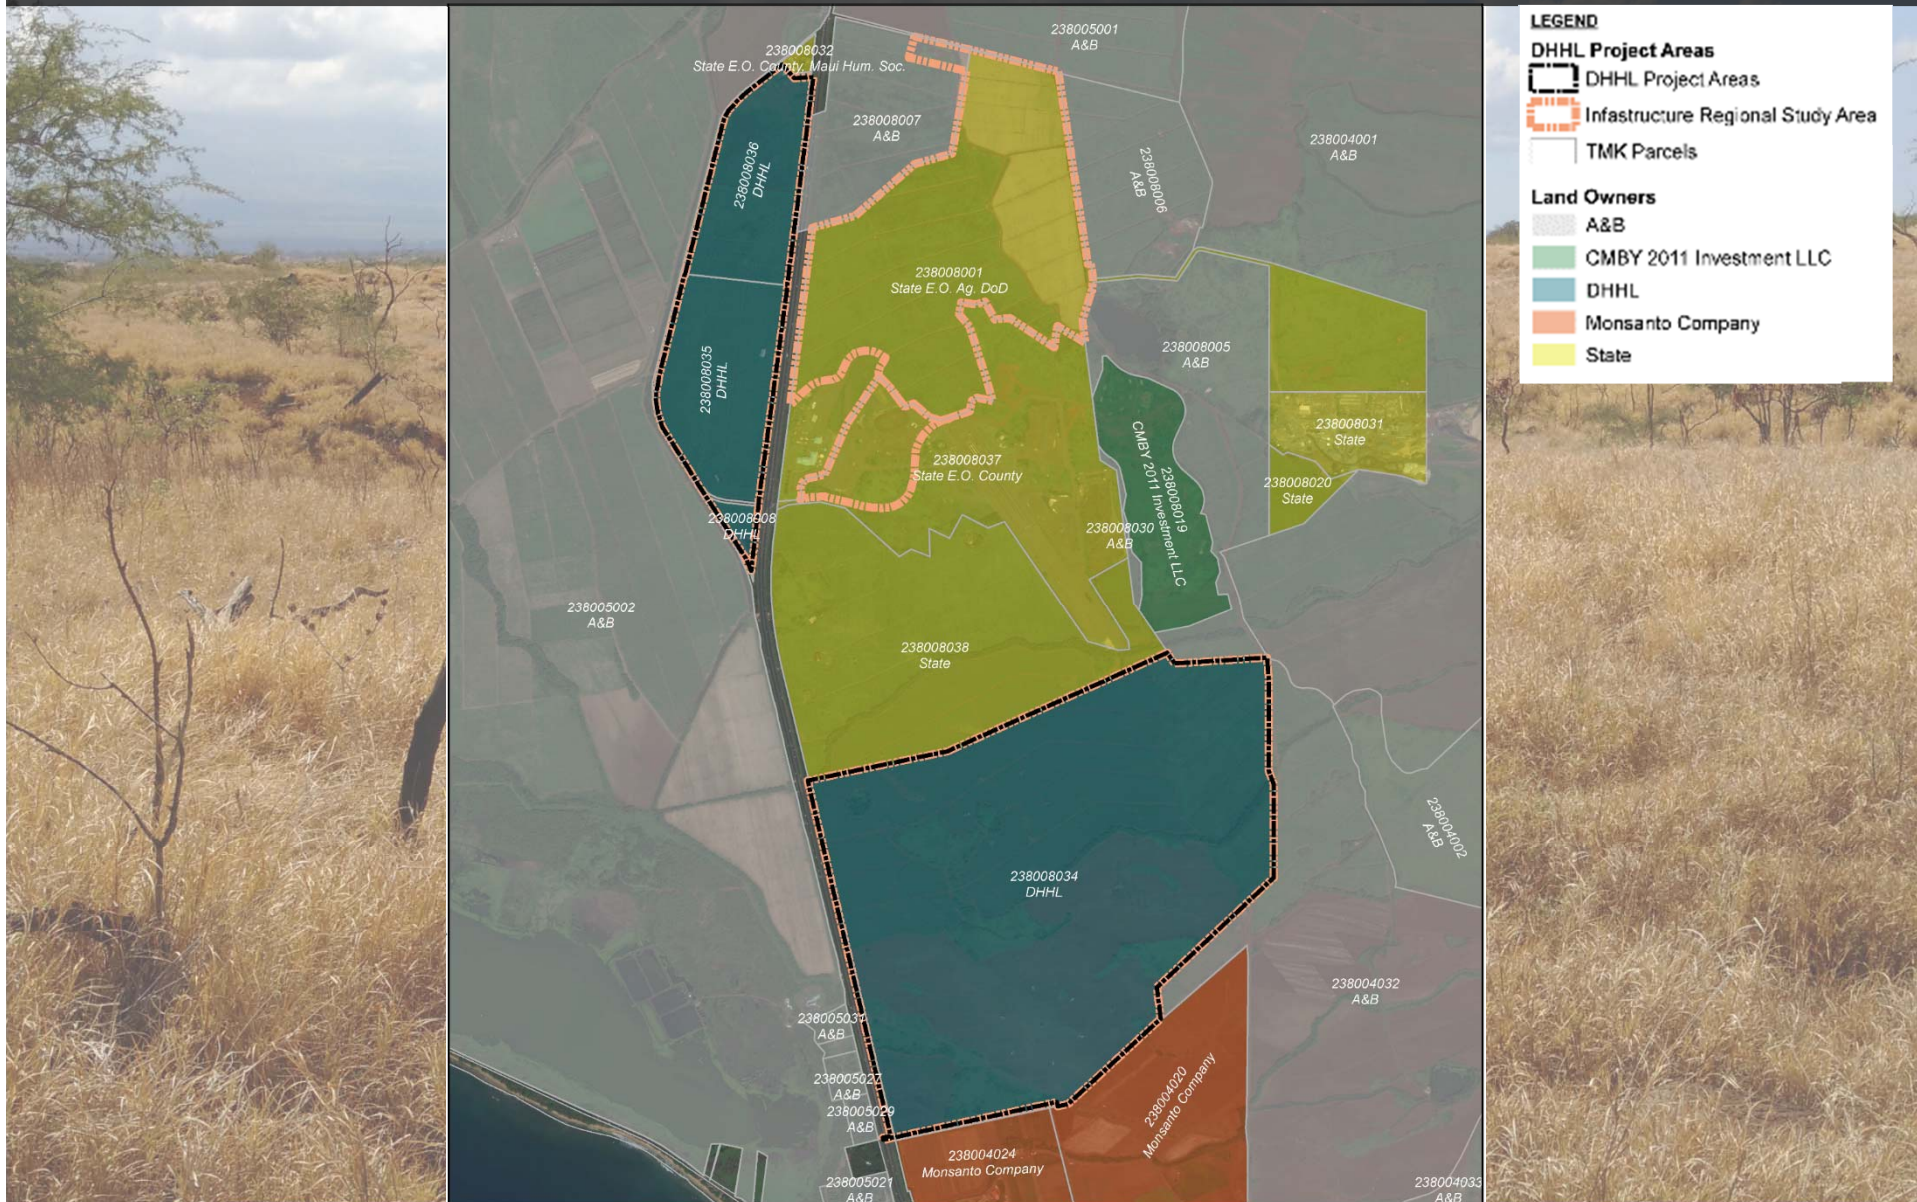 238005001
A&B
238008032
State E.O. County, Maui Hum. Soc.
238008007
A&B
238004001
A&B
238008006
A&B
238008036
DHHL
238008001
State E.O. Ag. DoD
238008005
A&B
238008035
DHHL
238008031
State
238008037
State E.O. County
238008019
CMBY 2011 Investment LLC
238008020
State
238008008
DHHL
238008030
A&B
238005002
A&B
238008038
State
238004002
A&B
238008034
DHHL
238004032
A&B
238005031
A&B
238005027
A&B
238005029
A&B
238004020
Monsanto Company
238004024
Monsanto Company
238005021
A&B
238004033
A&B
LEGEND
DHHL Project Areas
DHHL Project Areas
Infastructure Regional Study Area
TMK Parcels
Land Owners
A&B
CMBY 2011 Investment LLC
DHHL
Monsanto Company
State